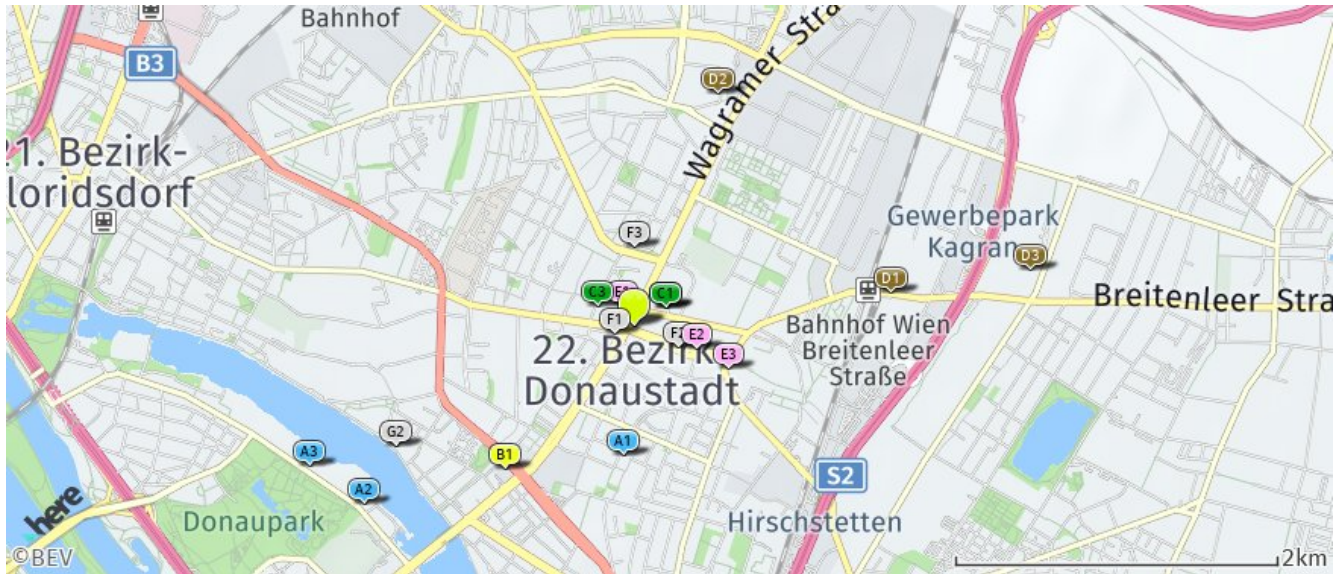 Bahnhof
B3
Wagramer Stra
D2
21. Bezirk-
loridsdorf
Gewerbepark
Kagran
F3
D3
D1
C3
C1
F1
E2
E3
Breitenleer Stra
Bahnhof Wien
Breitenleer
Straße
22. Bezirk-
Donaustadt
G2
A3
A1
B1
A2
S2
Donaupark
Hirschstetten
here
©BEV
2km